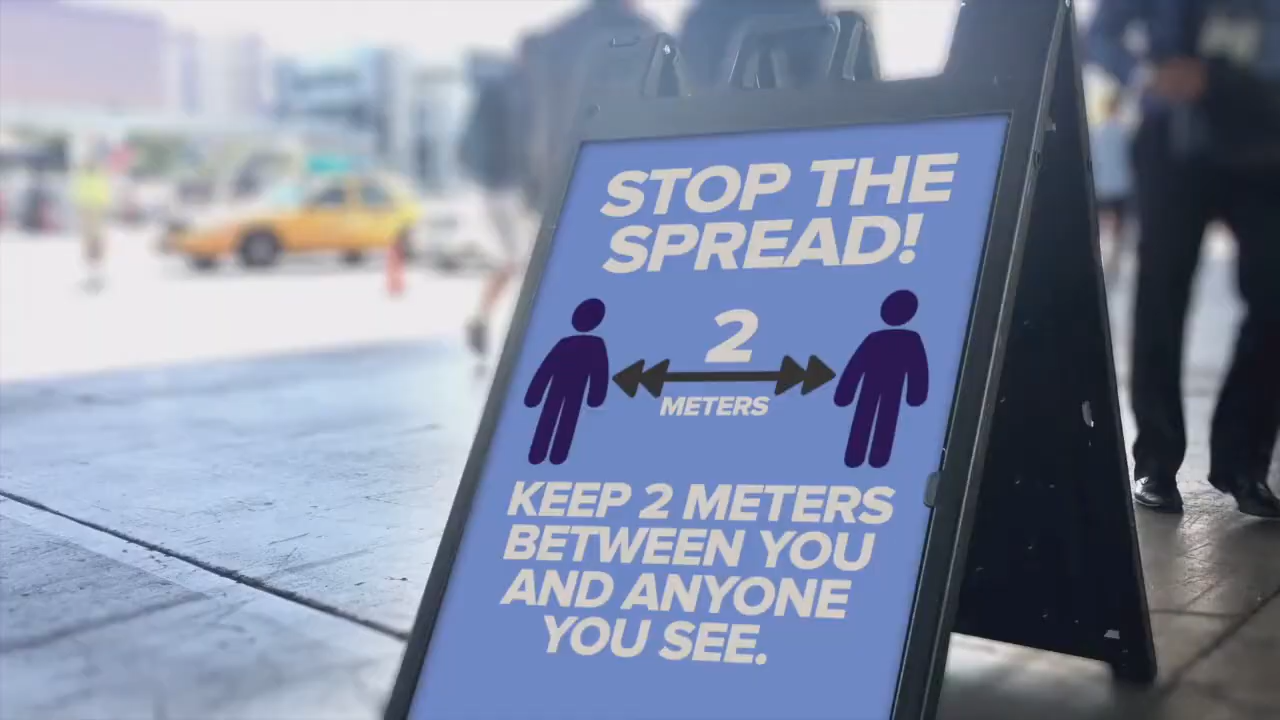 STOP THE
SPREAD!
2
METERS
KEEP 2 METERS
BETWEEN YOU
AND ANYONE
YOU SEE.